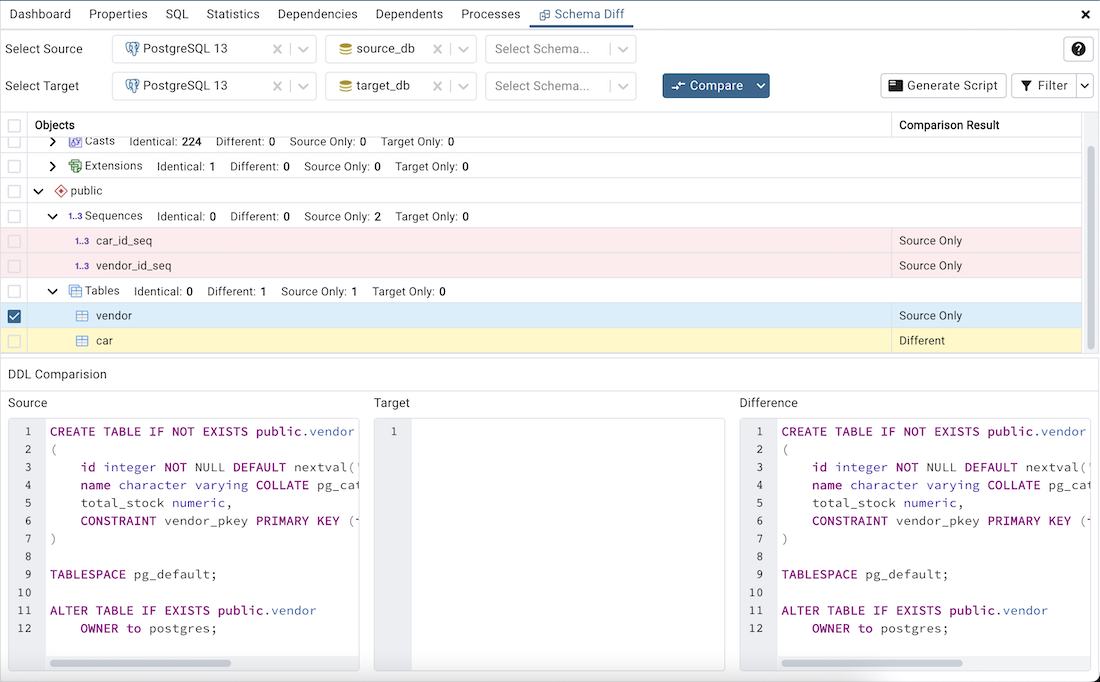 Dashboard Properties SQL Statistics Dependencies Dependents Processes Schema Diff
Select Source PostgreSQL 13 source_db Select Schema...
Select Target PostgreSQL 13 target_db Select Schema... Compare Generate Script Filter
Objects Comparison Result
Casts Identical: 224 Different: 0 Source Only: 0 Target Only: 0
Extensions Identical: 1 Different: 0 Source Only: 0 Target Only: 0
public
1..3 Sequences Identical: 0 Different: 0 Source Only: 2 Target Only: 0
1..3 car_id_seq Source Only
1..3 vendor_id_seq Source Only
Tables Identical: 0 Different: 1 Source Only: 1 Target Only: 0
vendor Source Only
car Different
DDL Comparision
Source
1 CREATE TABLE IF NOT EXISTS public.vendor
2 (
3 id integer NOT NULL DEFAULT nextval('
4 name character varying COLLATE pg_cat
5 total_stock numeric,
6 CONSTRAINT vendor_pkey PRIMARY KEY (
7 )
8
9 TABLESPACE pg_default;
10
11 ALTER TABLE IF EXISTS public.vendor
12 OWNER to postgres;
Target
1
Difference
1 CREATE TABLE IF NOT EXISTS public.vendor
2 (
3 id integer NOT NULL DEFAULT nextval('
4 name character varying COLLATE pg_cat
5 total_stock numeric,
6 CONSTRAINT vendor_pkey PRIMARY KEY (
7 )
8
9 TABLESPACE pg_default;
10
11 ALTER TABLE IF EXISTS public.vendor
12 OWNER to postgres;